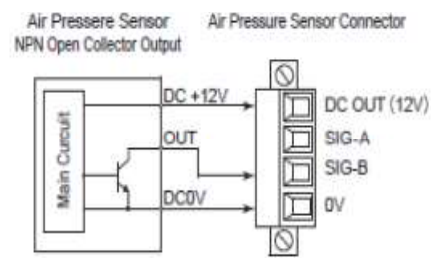 Air Pressere Sensor
NPN Open Collector Output
Air Pressure Sensor Connector
Main Curcuit
DC +12V
OUT
DC0V
DC OUT (12V)
SIG-A
SIG-B
0V